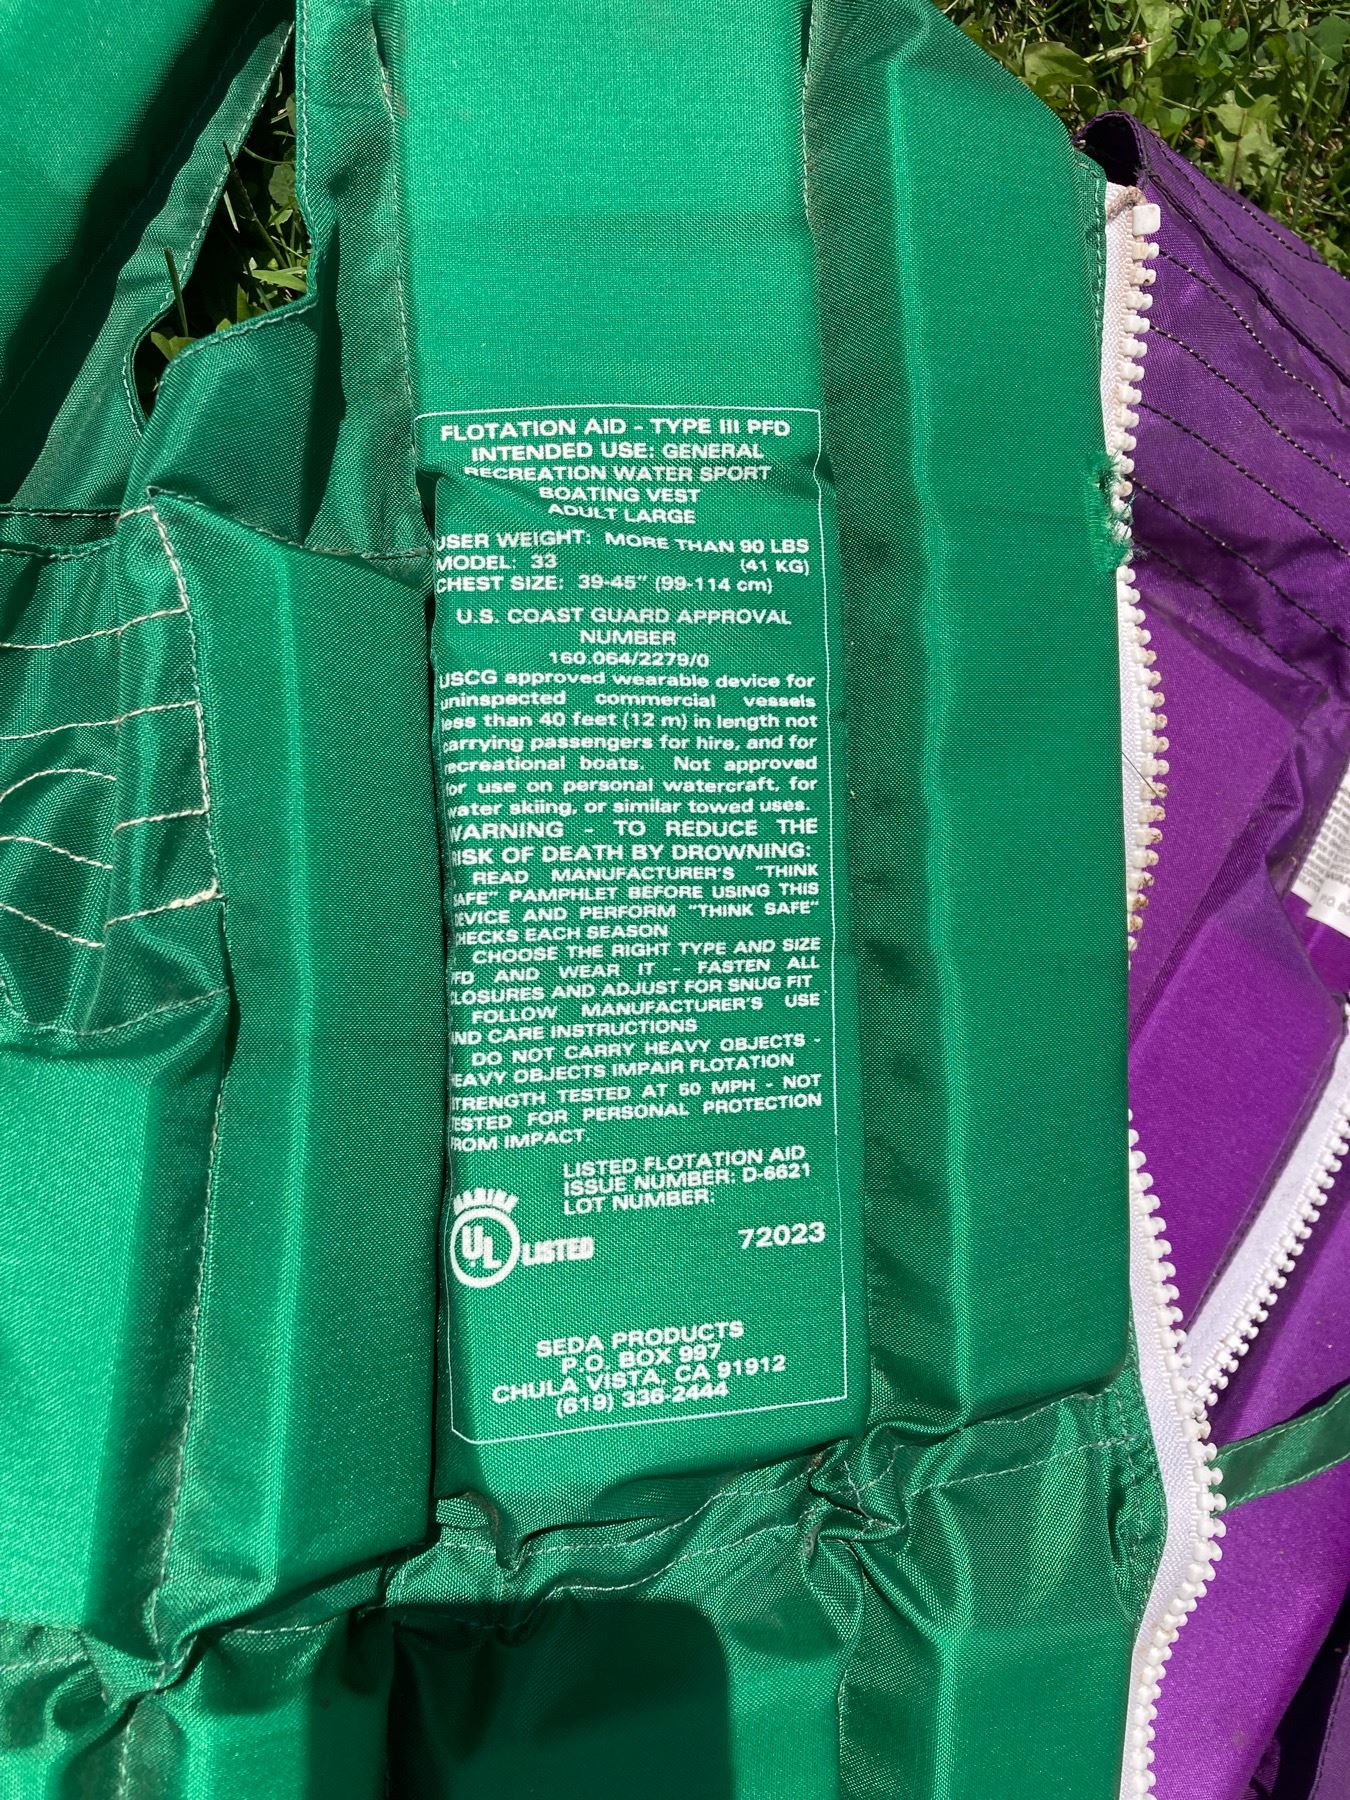 FLOTATION AID - TYPE III PFD
INTENDED USE: GENERAL
RECREATION WATER SPORT
BOATING VEST
ADULT LARGE
USER WEIGHT: MORE THAN 90 LBS
MODEL: 33 (41 KG)
CHEST SIZE: 39-45" (99-114 cm)
U.S. COAST GUARD APPROVAL
NUMBER
160.064/2279/0
USCG approved wearable device for
uninspected commercial vessels
less than 40 feet (12 m) in length not
carrying passengers for hire, and for
recreational boats. Not approved
for use on personal watercraft, for
water skiing, or similar towed uses.
WARNING - TO REDUCE THE
RISK OF DEATH BY DROWNING:
READ MANUFACTURER'S "THINK
SAFE" PAMPHLET BEFORE USING THIS
DEVICE AND PERFORM "THINK SAFE"
CHECKS EACH SEASON
CHOOSE THE RIGHT TYPE AND SIZE
PFD AND WEAR IT - FASTEN ALL
CLOSURES AND ADJUST FOR SNUG FIT
FOLLOW MANUFACTURER'S USE
AND CARE INSTRUCTIONS
DO NOT CARRY HEAVY OBJECTS -
HEAVY OBJECTS IMPAIR FLOTATION
STRENGTH TESTED AT 50 MPH - NOT
TESTED FOR PERSONAL PROTECTION
FROM IMPACT.
LISTED FLOTATION AID
ISSUE NUMBER: D-6621
LOT NUMBER:
MARINE
UL LISTED
72023
SEDA PRODUCTS
P.O. BOX 997
CHULA VISTA, CA 91912
(619) 336-2444